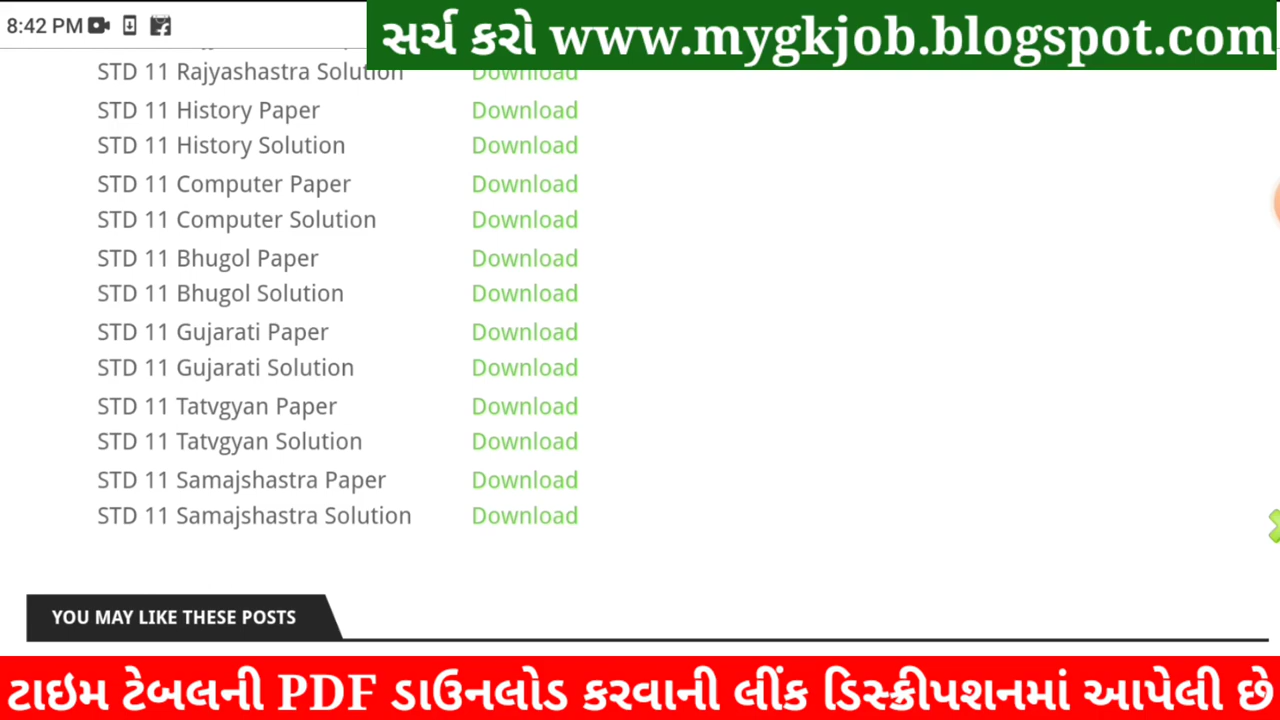 8:42 PM
સર્ચ કરો www.mygkjob.blogspot.com
STD 11 Rajyashastra Solution Download
STD 11 History Paper Download
STD 11 History Solution Download
STD 11 Computer Paper Download
STD 11 Computer Solution Download
STD 11 Bhugol Paper Download
STD 11 Bhugol Solution Download
STD 11 Gujarati Paper Download
STD 11 Gujarati Solution Download
STD 11 Tatvgyan Paper Download
STD 11 Tatvgyan Solution Download
STD 11 Samajshastra Paper Download
STD 11 Samajshastra Solution Download
YOU MAY LIKE THESE POSTS
ટાઇમ ટેબલની PDF ડાઉનલોડ કરવાની લીંક ડિસ્ક્રીપશનમાં આપેલી છે